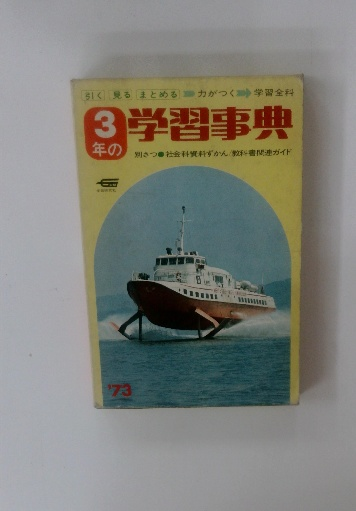 引く 見る まとめる 力がつく 学習全科
3年の 学習事典
別さつ●社会科資料ずかん/教科書関連ガイド
'73